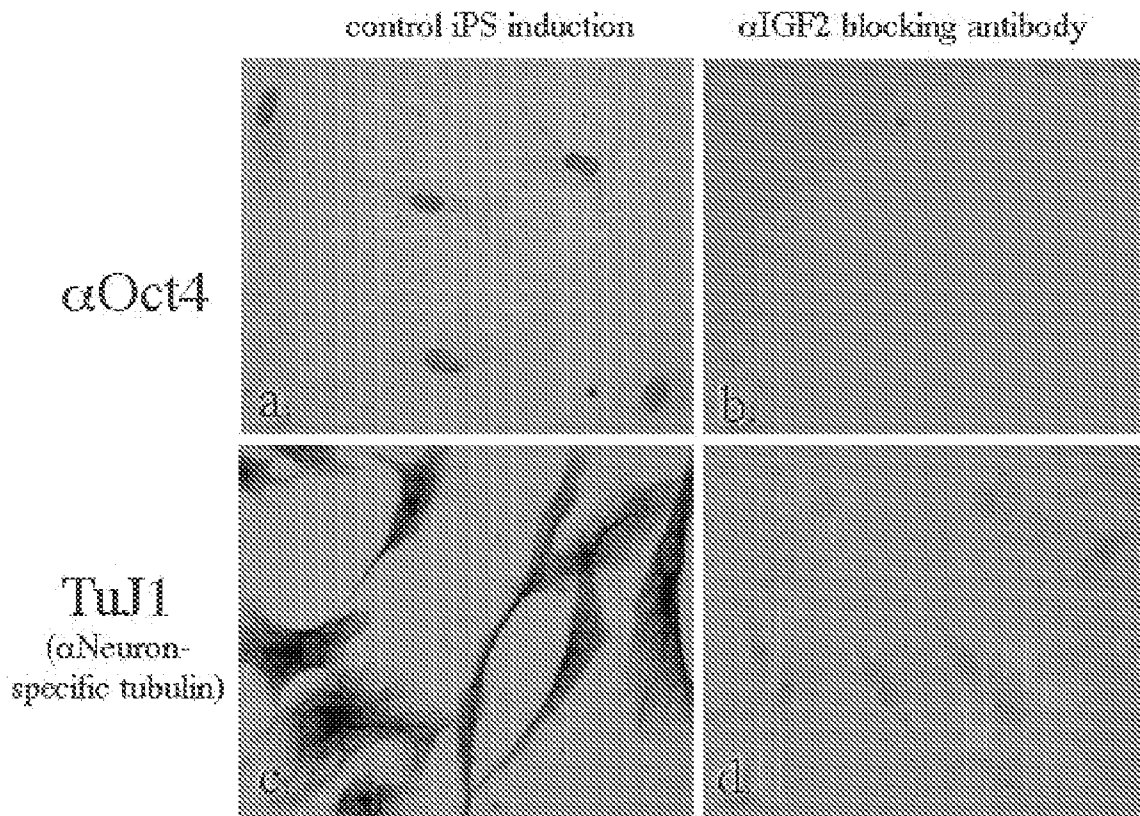 control iPS induction
αIGF2 blocking antibody
αOct4
a.
b.
TuJ1
(αNeuron-
specific tubulin)
c.
d.